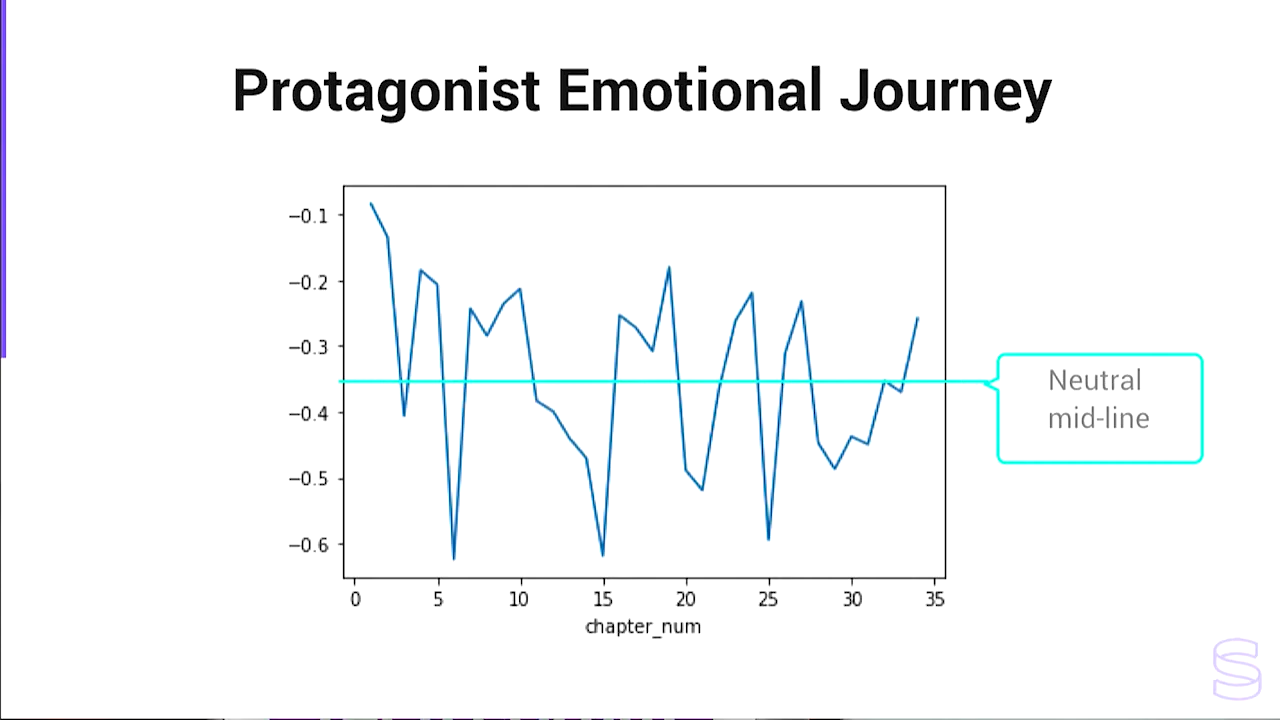 Protagonist Emotional Journey
−0.1
−0.2
−0.3
−0.4
−0.5
−0.6
Neutral
mid-line
0 5 10 15 20 25 30 35
chapter_num
S